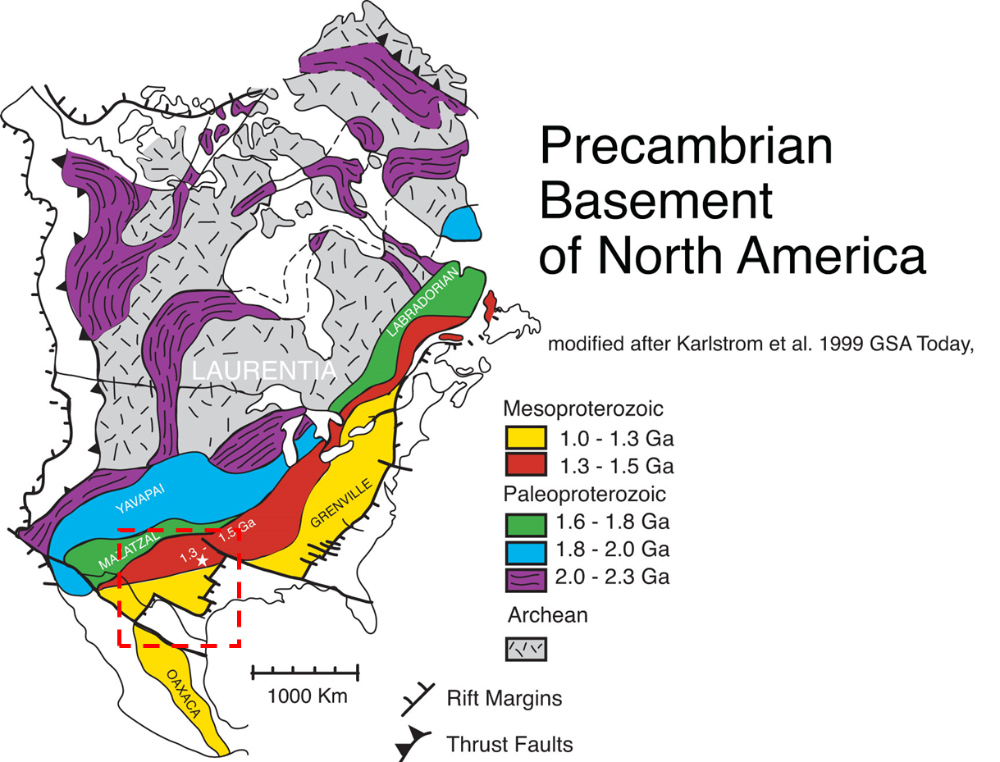 Precambrian
Basement
of North America
modified after Karlstrom et al. 1999 GSA Today,
LABRADORIAN
LAURENTIA
YAVAPAI
GRENVILLE
MAZATZAL
1.3 - 1.5 Ga
OAXACA
Mesoproterozoic
1.0 - 1.3 Ga
1.3 - 1.5 Ga
Paleoproterozoic
1.6 - 1.8 Ga
1.8 - 2.0 Ga
2.0 - 2.3 Ga
Archean
1000 Km
Rift Margins
Thrust Faults